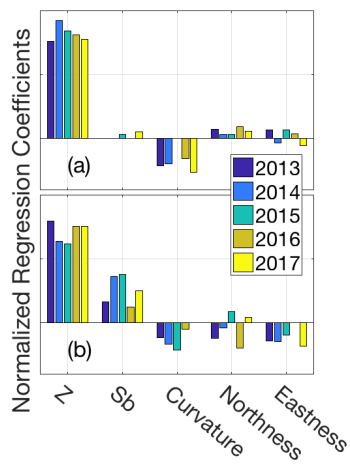 Normalized Regression Coefficients
(a)
2013
2014
2015
2016
2017
(b)
Z
Sb
Curvature
Northness
Eastness